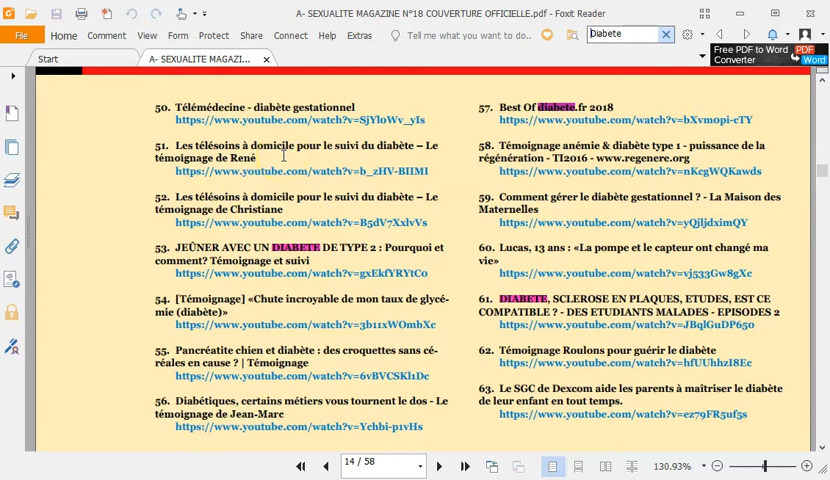 A- SEXUALITE MAGAZINE N°18 COUVERTURE OFFICIELLE.pdf - Foxit Reader
File Home Comment View Form Protect Share Connect Help Extras Tell me what you want to do.. Diabete
Free PDF to Word Converter PDF Word
Start A- SEXUALITE MAGAZI...
50. Télémédecine - diabète gestationnel
https://www.youtube.com/watch?v=SjYloWv_yIs
51. Les télésoins à domicile pour le suivi du diabète – Le
témoignage de René
https://www.youtube.com/watch?v=b_zHV-BIIMI
52. Les télésoins à domicile pour le suivi du diabète – Le
témoignage de Christiane
https://www.youtube.com/watch?v=B5dV7XxlvVs
53. JEÛNER AVEC UN DIABETE DE TYPE 2 : Pourquoi et
comment? Témoignage et suivi
https://www.youtube.com/watch?v=gxEkfYRYtC0
54. [Témoignage] «Chute incroyable de mon taux de glycé-
mie (diabète)»
https://www.youtube.com/watch?v=3b11xWOmbXc
55. Pancréatite chien et diabète : des croquettes sans cé-
réales en cause ? | Témoignage
https://www.youtube.com/watch?v=6vBVCSKl1Dc
56. Diabétiques, certains métiers vous tournent le dos - Le
témoignage de Jean-Marc
https://www.youtube.com/watch?v=Ychbi-p1vHs
57. Best Of diabete.fr 2018
https://www.youtube.com/watch?v=bXvmopi-cTY
58. Témoignage anémie & diabète type 1 - puissance de la
régénération - TI2016 - www.regenere.org
https://www.youtube.com/watch?v=nKcgWQKawds
59. Comment gérer le diabète gestationnel ? - La Maison des
Maternelles
https://www.youtube.com/watch?v=yQjljdximQY
60. Lucas, 13 ans : «La pompe et le capteur ont changé ma
vie»
https://www.youtube.com/watch?v=vj533Gw8gXc
61. DIABETE, SCLEROSE EN PLAQUES, ETUDES, EST CE
COMPATIBLE ? - DES ETUDIANTS MALADES - EPISODES 2
https://www.youtube.com/watch?v=JBqlGuDP650
62. Témoignage Roulons pour guérir le diabète
https://www.youtube.com/watch?v=hfUUhhzI8Ec
63. Le SGC de Dexcom aide les parents à maîtriser le diabète
de leur enfant en tout temps.
https://www.youtube.com/watch?v=ez79FR5uf5s
14 / 58 130.93%